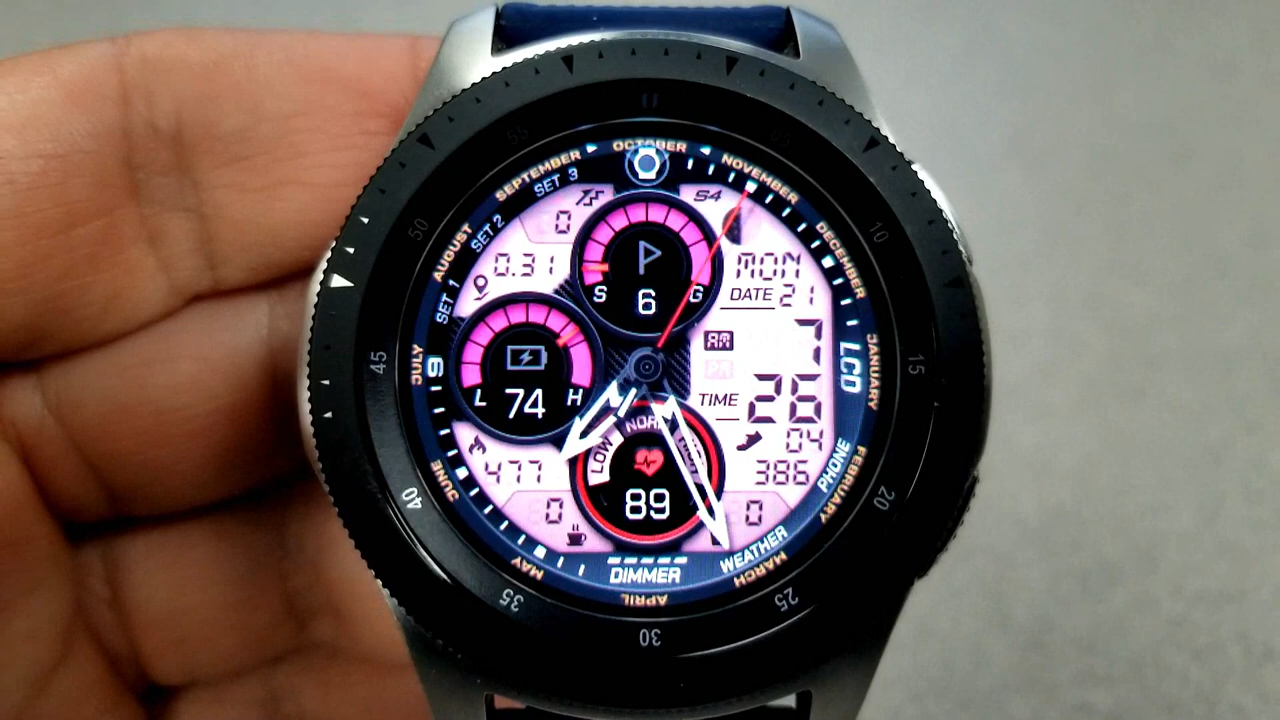 55
05
50
10
45
15
40
20
35
25
30
OCTOBER
NOVEMBER
DECEMBER
JANUARY
FEBRUARY
MARCH
APRIL
MAY
JUNE
JULY
AUGUST
SEPTEMBER
SET 3
SET 2
SET 1
9
0
S4
0.31
S 6 G
MON
DATE 21
AM 7
TIME 26
04
386
L 74 H
477
LOW NORM HIGH
89
0
0
LCD
PHONE
WEATHER
DIMMER